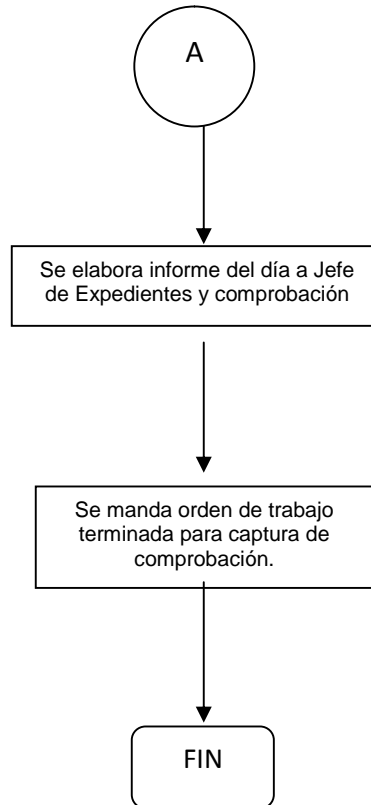 A
Se elabora informe del día a Jefe
de Expedientes y comprobación
Se manda orden de trabajo
terminada para captura de
comprobación.
FIN